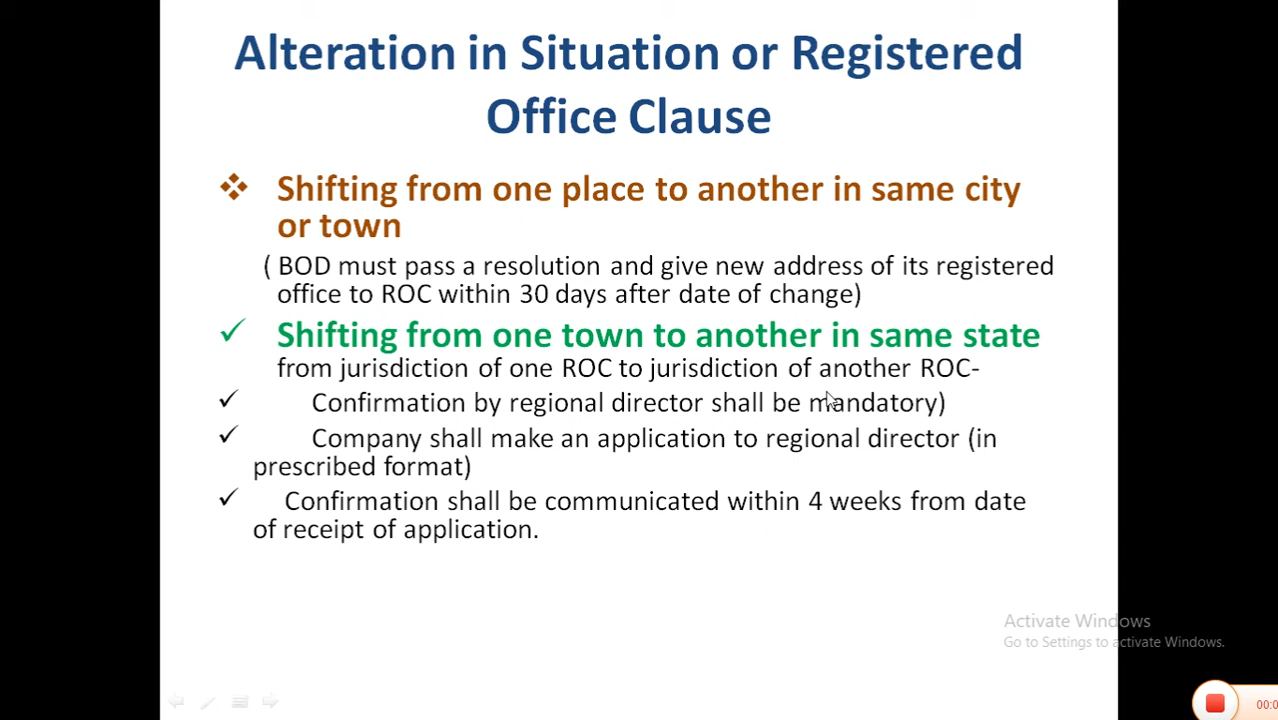 Alteration in Situation or Registered
Office Clause
Shifting from one place to another in same city
or town
( BOD must pass a resolution and give new address of its registered
office to ROC within 30 days after date of change)
Shifting from one town to another in same state
from jurisdiction of one ROC to jurisdiction of another ROC-
Confirmation by regional director shall be mandatory)
Company shall make an application to regional director (in
prescribed format)
Confirmation shall be communicated within 4 weeks from date
of receipt of application.
Activate Windows
Go to Settings to activate Windows.